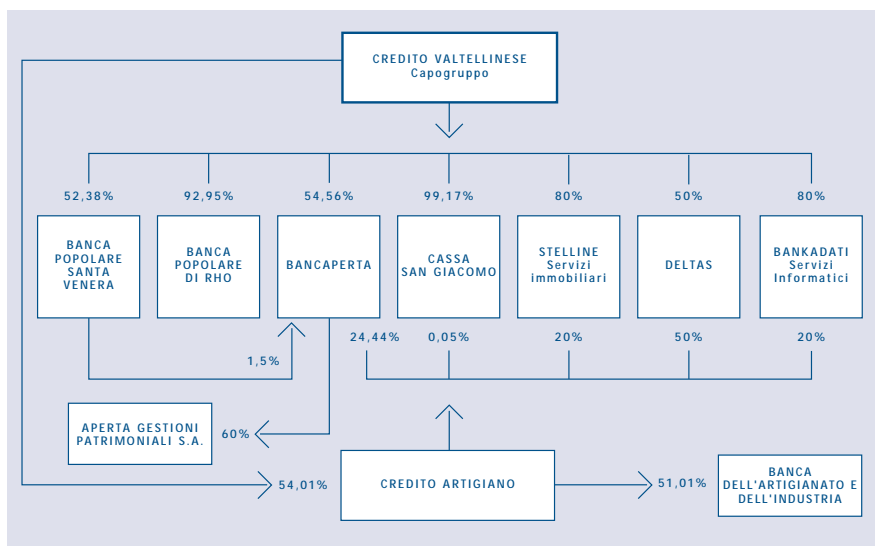 CREDITO VALTELLINESE
Capogruppo
52,38%
92,95%
54,56%
99,17%
80%
50%
80%
BANCA
POPOLARE
SANTA
VENERA
BANCA
POPOLARE
DI RHO
BANCAPERTA
CASSA
SAN GIACOMO
STELLINE
Servizi
immobiliari
DELTAS
BANKADATI
Servizi
Informatici
1,5%
24,44%
0,05%
20%
50%
20%
APERTA GESTIONI
PATRIMONIALI S.A.
60%
54,01%
CREDITO ARTIGIANO
51,01%
BANCA
DELL'ARTIGIANATO E
DELL'INDUSTRIA